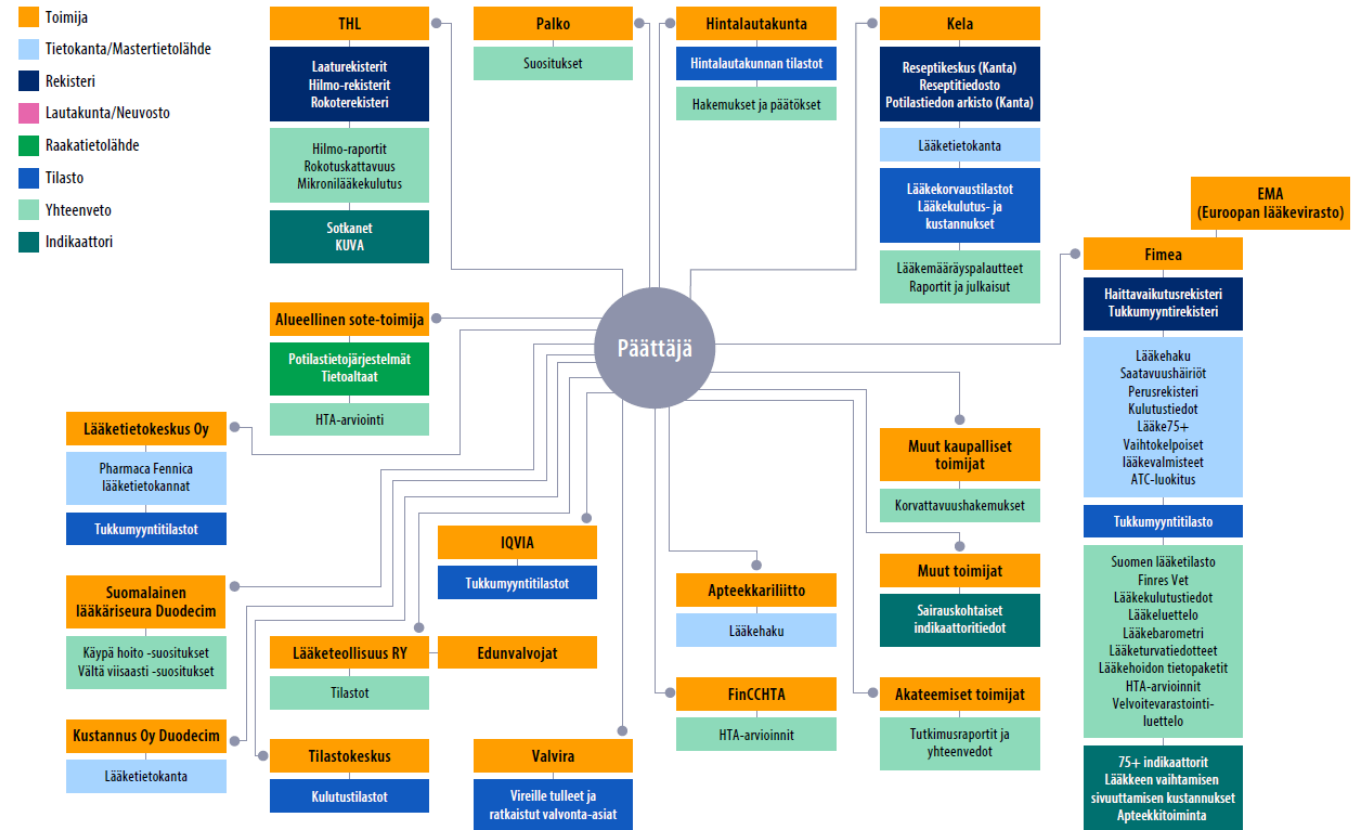 Toimija
Tietokanta/Mastertietolähde
Rekisteri
Lautakunta/Neuvosto
Raakatietolähde
Tilasto
Yhteenveto
Indikaattori
THL
Laaturekisterit
Hilmo-rekisterit
Rokoterekisteri
Hilmo-raportit
Rokotuskattavuus
Mikronilääkekulutus
Sotkanet
KUVA
Palko
Suositukset
Hintalautakunta
Hintalautakunnan tilastot
Hakemukset ja päätökset
Kela
Reseptikeskus (Kanta)
Reseptitiedosto
Potilastiedon arkisto (Kanta)
Lääketietokanta
Lääkekorvaustilastot
Lääkekulutus- ja
kustannukset
Lääkemääräyspalautteet
Raportit ja julkaisut
EMA
(Euroopan lääkevirasto)
Fimea
Haittavaikutusrekisteri
Tukkumyyntirekisteri
Lääkehaku
Saatavuushäiriöt
Perusrekisteri
Kulutustiedot
Lääke75+
Vaihtokelpoiset
lääkevalmisteet
ATC-luokitus
Tukkumyyntitilasto
Suomen lääketilasto
Finres Vet
Lääkekulutustiedot
Lääkeluettelo
Lääkebarometri
Lääketurvatiedotteet
Lääkehoidon tietopaketit
HTA-arvioinnit
Velvoitevarastointi-
luettelo
75+ indikaattorit
Lääkkeen vaihtamisen
sivuuttamisen kustannukset
Apteekkitoiminta
Päättäjä
Alueellinen sote-toimija
Potilastietojärjestelmät
Tietoaltaat
HTA-arviointi
Lääketietokeskus Oy
Pharmaca Fennica
lääketietokannat
Tukkumyyntitilastot
Suomalainen
lääkäriseura Duodecim
Käypä hoito -suositukset
Vältä viisaasti -suositukset
Kustannus Oy Duodecim
Lääketietokanta
IQVIA
Tukkumyyntitilastot
Lääketeollisuus RY
Tilastot
Edunvalvojat
Tilastokeskus
Kulutustilastot
Valvira
Vireille tulleet ja
ratkaistut valvonta-asiat
Apteekkariliitto
Lääkehaku
FinCCHTA
HTA-arvioinnit
Muut kaupalliset
toimijat
Korvattavuushakemukset
Muut toimijat
Sairauskohtaiset
indikaattoritiedot
Akateemiset toimijat
Tutkimusraportit ja
yhteenvedot